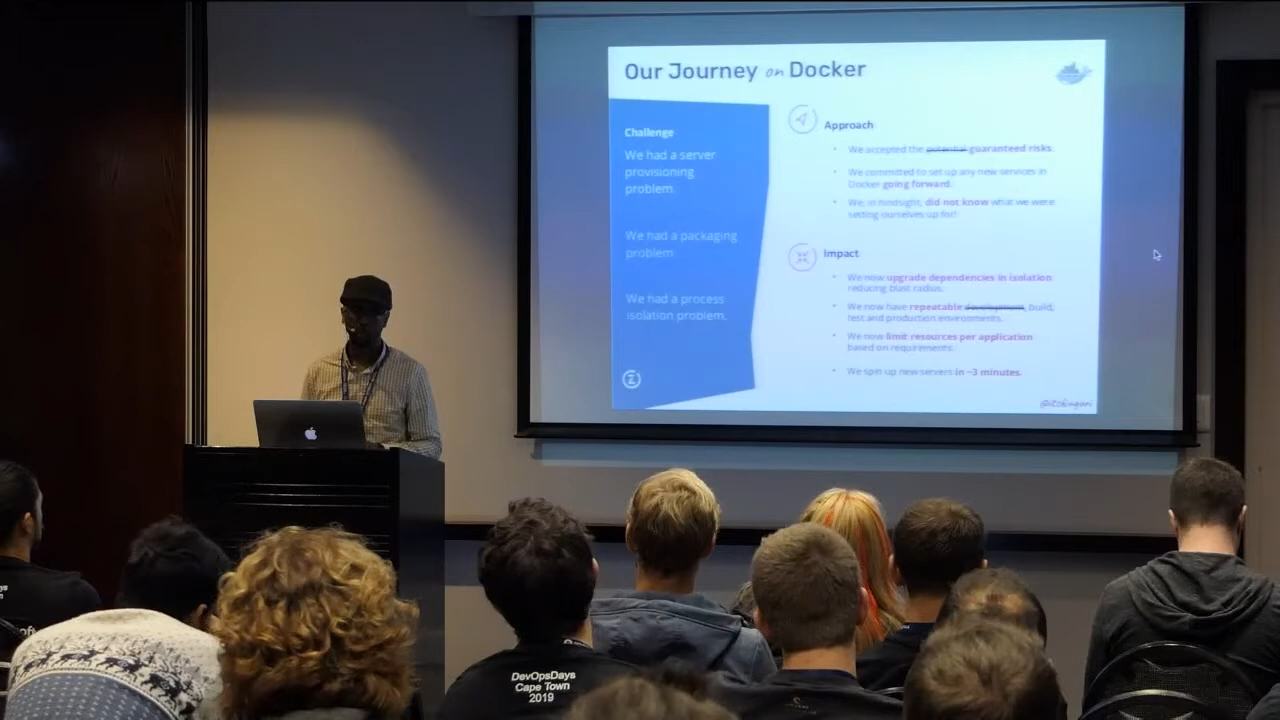 Our Journey on Docker
Challenge
We had a server
provisioning
problem.
We had a packaging
problem.
We had a process
isolation problem.
Approach
We accepted the potential guaranteed risks.
We committed to set up any new services in
Docker going forward.
We, in hindsight, did not know what we were
setting ourselves up for!
Impact
We now upgrade dependencies in isolation
reducing blast radius.
We now have repeatable development, build,
test and production environments.
We now limit resources per application
based on requirements.
We spin up new servers in ~3 minutes.
DevOpsDays
Cape Town
2019